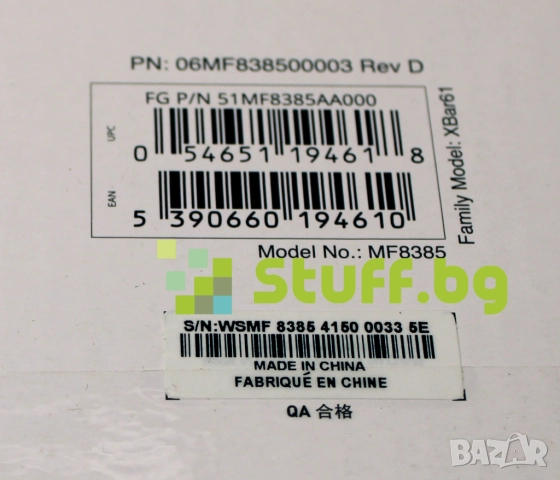 PN: 06MF838500003 Rev D
FG P/N 51MF8385AA000
UPC
0 54651 19461 8
EAN
5 390660 194610
Family Model: XBar61
Model No.: MF8385
Stuff.bg
S/N:WSMF 8385 4150 0033 5E
MADE IN CHINA
FABRIQUÉ EN CHINE
QA 合格
BAZAR